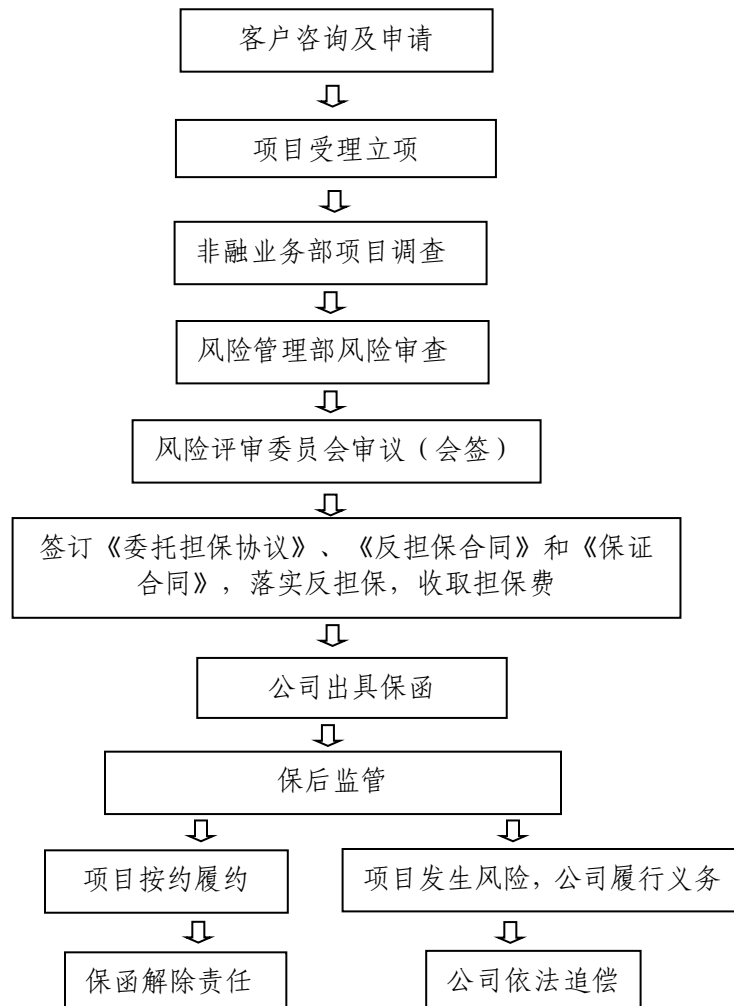 客户咨询及申请
项目受理立项
非融业务部项目调查
风险管理部风险审查
风险评审委员会审议（会签）
签订《委托担保协议》、《反担保合同》和《保证
合同》，落实反担保，收取担保费
公司出具保函
保后监管
项目按约履约
项目发生风险，公司履行义务
保函解除责任
公司依法追偿